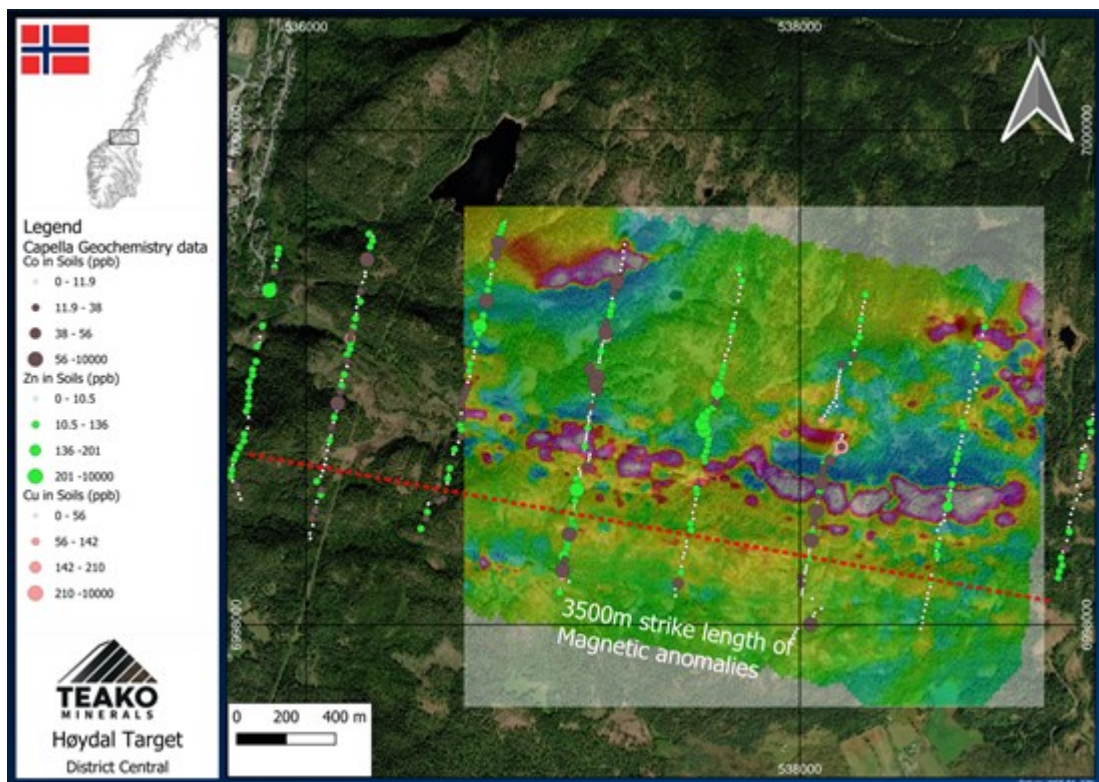 Legend
Capella Geochemistry data
Co in Soils (ppb)
0 - 11.9
11.9 - 38
38 - 56
56 -10000
Zn in Soils (ppb)
0 - 10.5
10.5 - 136
136 -201
201 -10000
Cu in Soils (ppb)
0 - 56
56 - 142
142 - 210
210 -10000
TEAKO
MINERALS
Høydal Target
District Central
536000
538000
N
7000000
7000000
3500m strike length of
Magnetic anomalies
6998000
6998000
0 200 400 m
538000